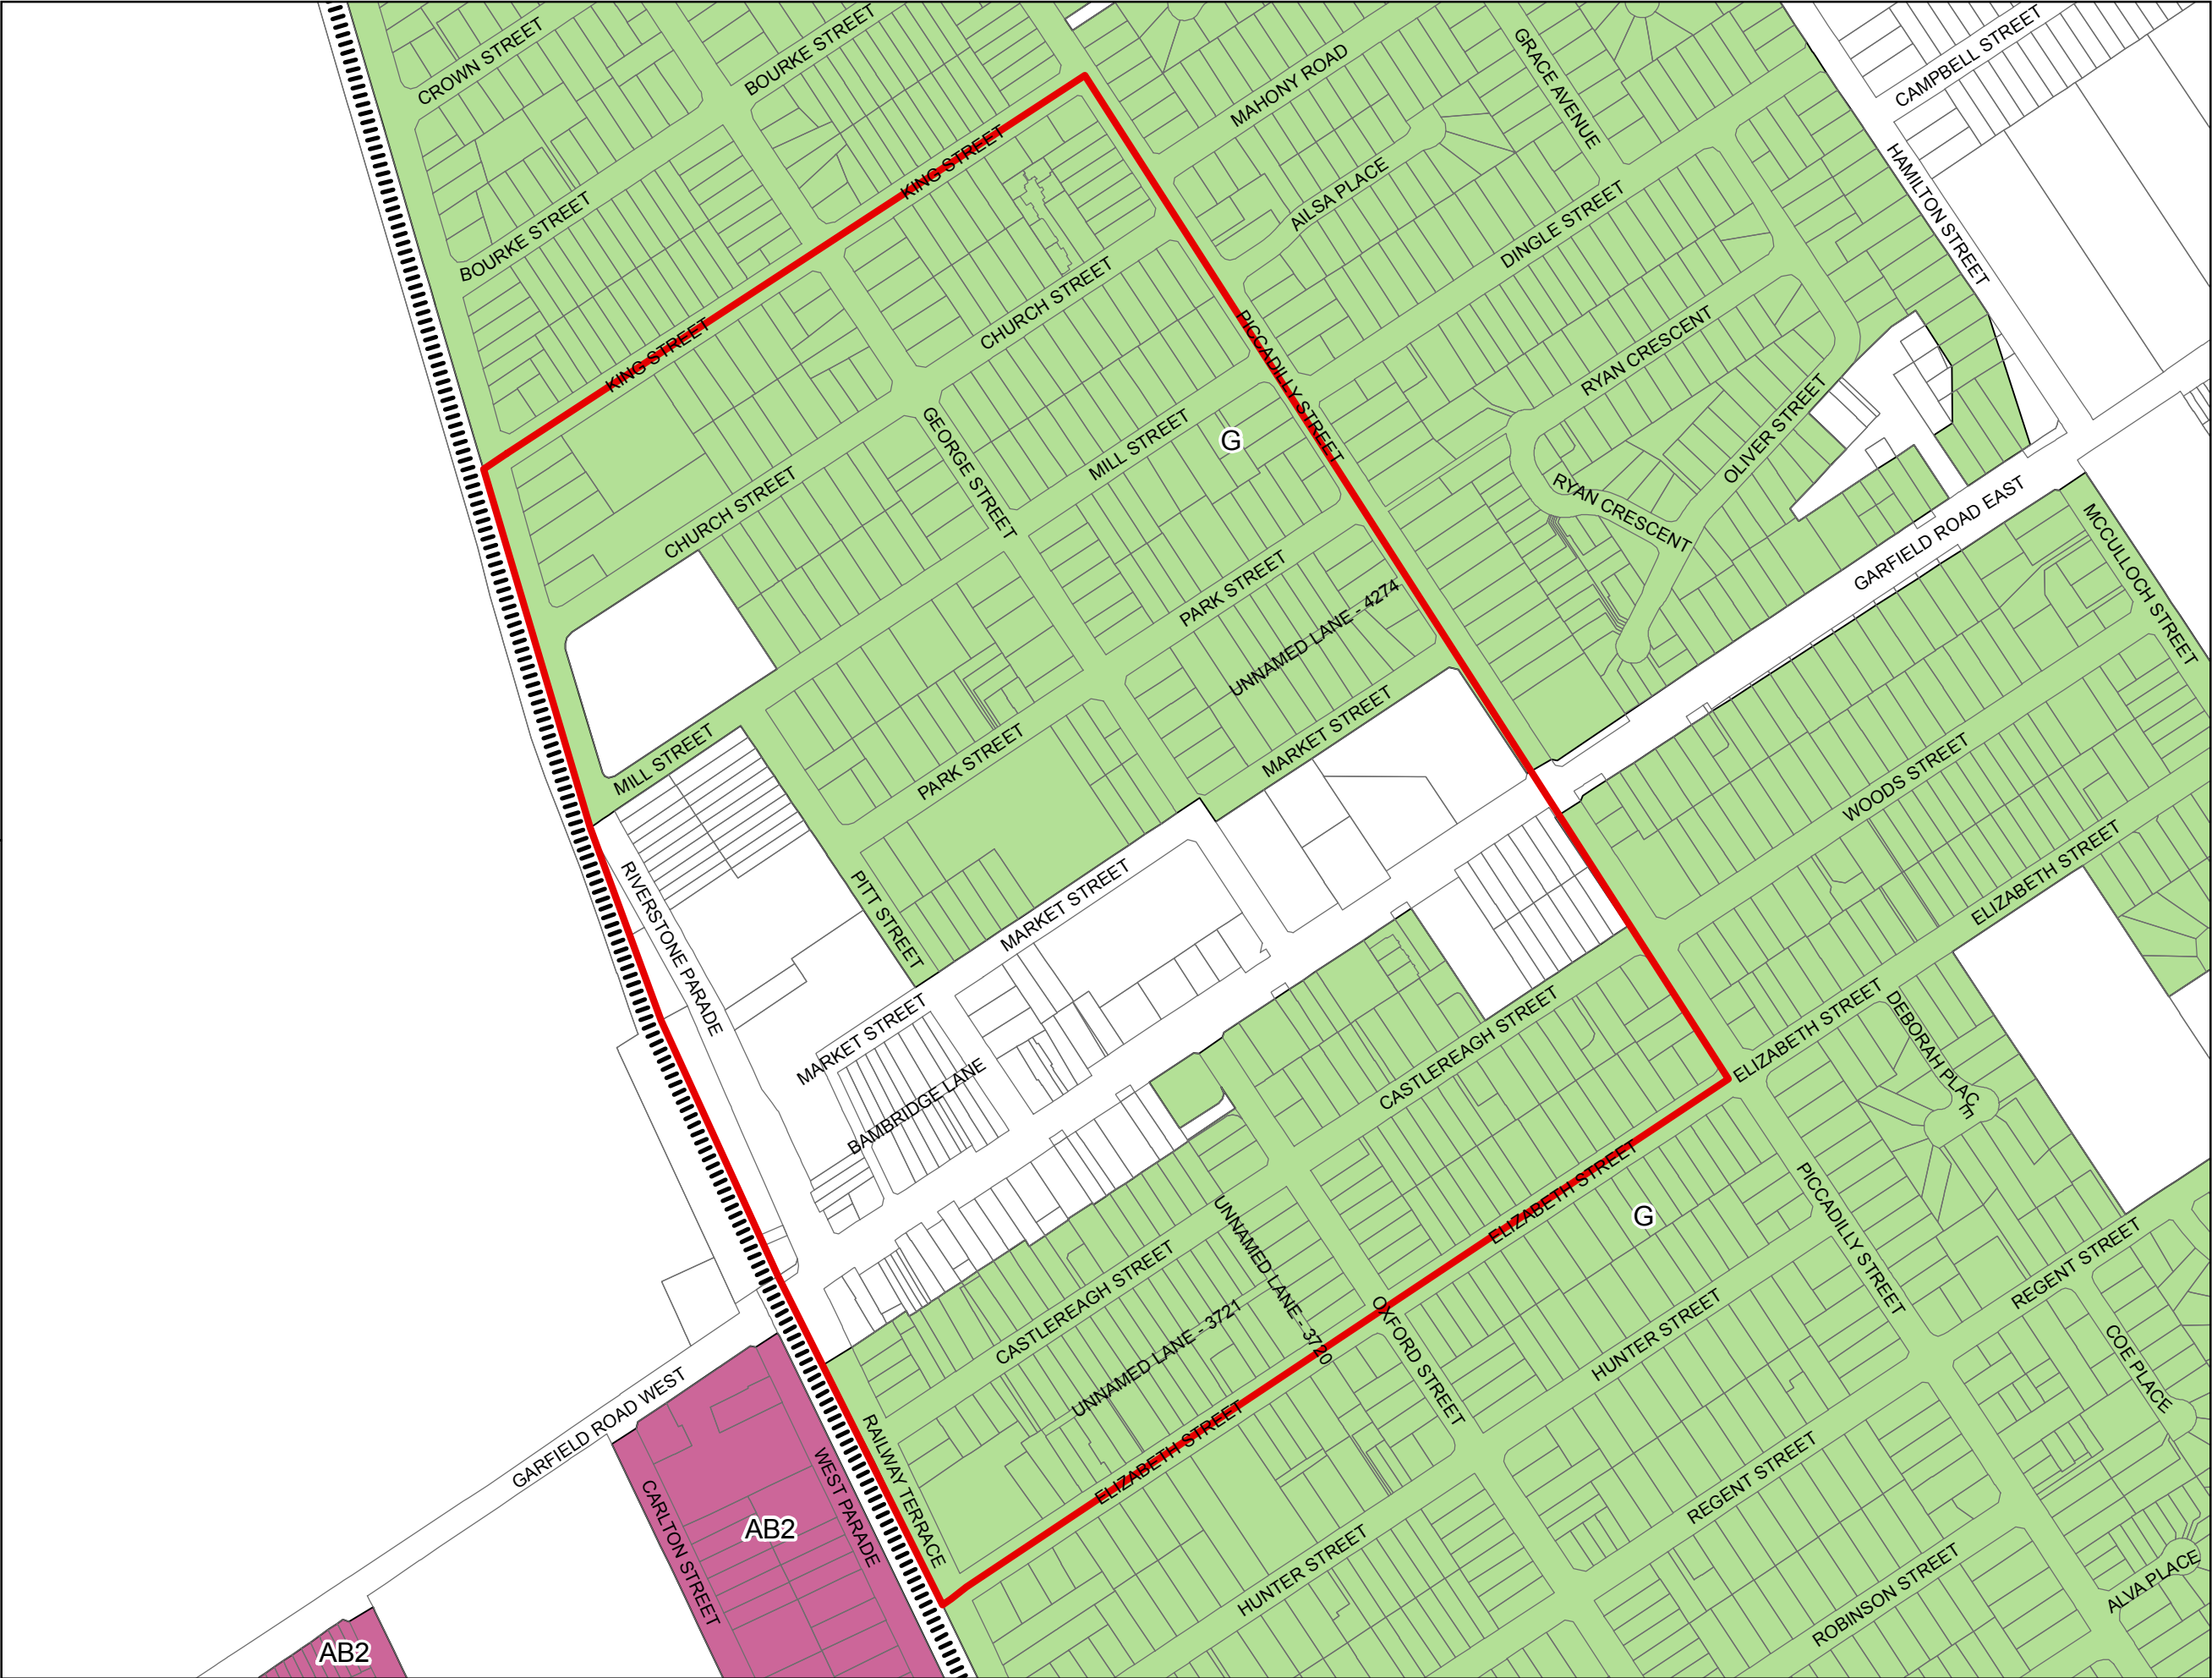 CROWN STREET
BOURKE STREET
MAHONY ROAD
GRACE AVENUE
CAMPBELL STREET
KING STREET
HAMILTON STREET
AILSA PLACE
BOURKE STREET
DINGLE STREET
CHURCH STREET
KING STREET
PICCADILLY STREET
RYAN CRESCENT
OLIVER STREET
GEORGE STREET
MILL STREET
G
CHURCH STREET
RYAN CRESCENT
GARFIELD ROAD EAST
MCCULLOCH STREET
PARK STREET
UNNAMED LANE - 4274
MILL STREET
PARK STREET
MARKET STREET
WOODS STREET
ELIZABETH STREET
RIVERSTONE PARADE
PITT STREET
MARKET STREET
MARKET STREET
BAMBRIDGE LANE
CASTLEREAGH STREET
ELIZABETH STREET
DEBORAH PLACE
ELIZABETH STREET
G
PICCADILLY STREET
REGENT STREET
CASTLEREAGH STREET
UNNAMED LANE - 3720
UNNAMED LANE - 3721
OXFORD STREET
HUNTER STREET
COE PLACE
GARFIELD ROAD WEST
RAILWAY TERRACE
ELIZABETH STREET
WEST PARADE
CARLTON STREET
AB2
REGENT STREET
HUNTER STREET
ROBINSON STREET
ALVA PLACE
AB2